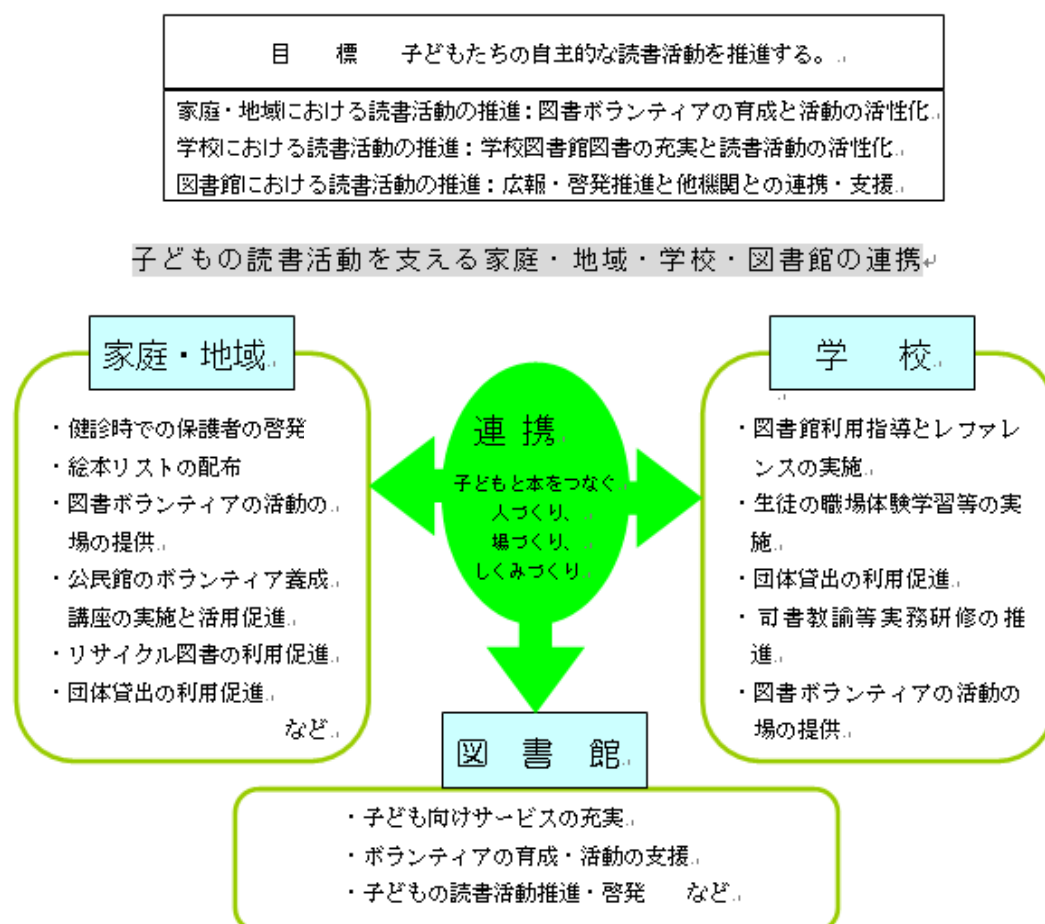 目　標　子どもたちの自主的な読書活動を推進する。
家庭・地域における読書活動の推進：図書ボランティアの育成と活動の活性化
学校における読書活動の推進：学校図書館図書の充実と読書活動の活性化
図書館における読書活動の推進：広報・啓発推進と他機関との連携・支援
子どもの読書活動を支える家庭・地域・学校・図書館の連携
家庭・地域
・健診時での保護者の啓発
・絵本リストの配布
・図書ボランティアの活動の
場の提供
・公民館のボランティア養成
講座の実施と活用促進
・リサイクル図書の利用促進
・団体貸出の利用促進
など
連携
子どもと本をつなぐ
人づくり、
場づくり、
しくみづくり
学　校
・図書館利用指導とレファレ
ンスの実施
・生徒の職場体験学習等の実
施
・団体貸出の利用促進
・司書教諭等実務研修の推
進
・図書ボランティアの活動の
場の提供
図　書　館
・子ども向けサービスの充実
・ボランティアの育成・活動の支援
・子どもの読書活動推進・啓発　など